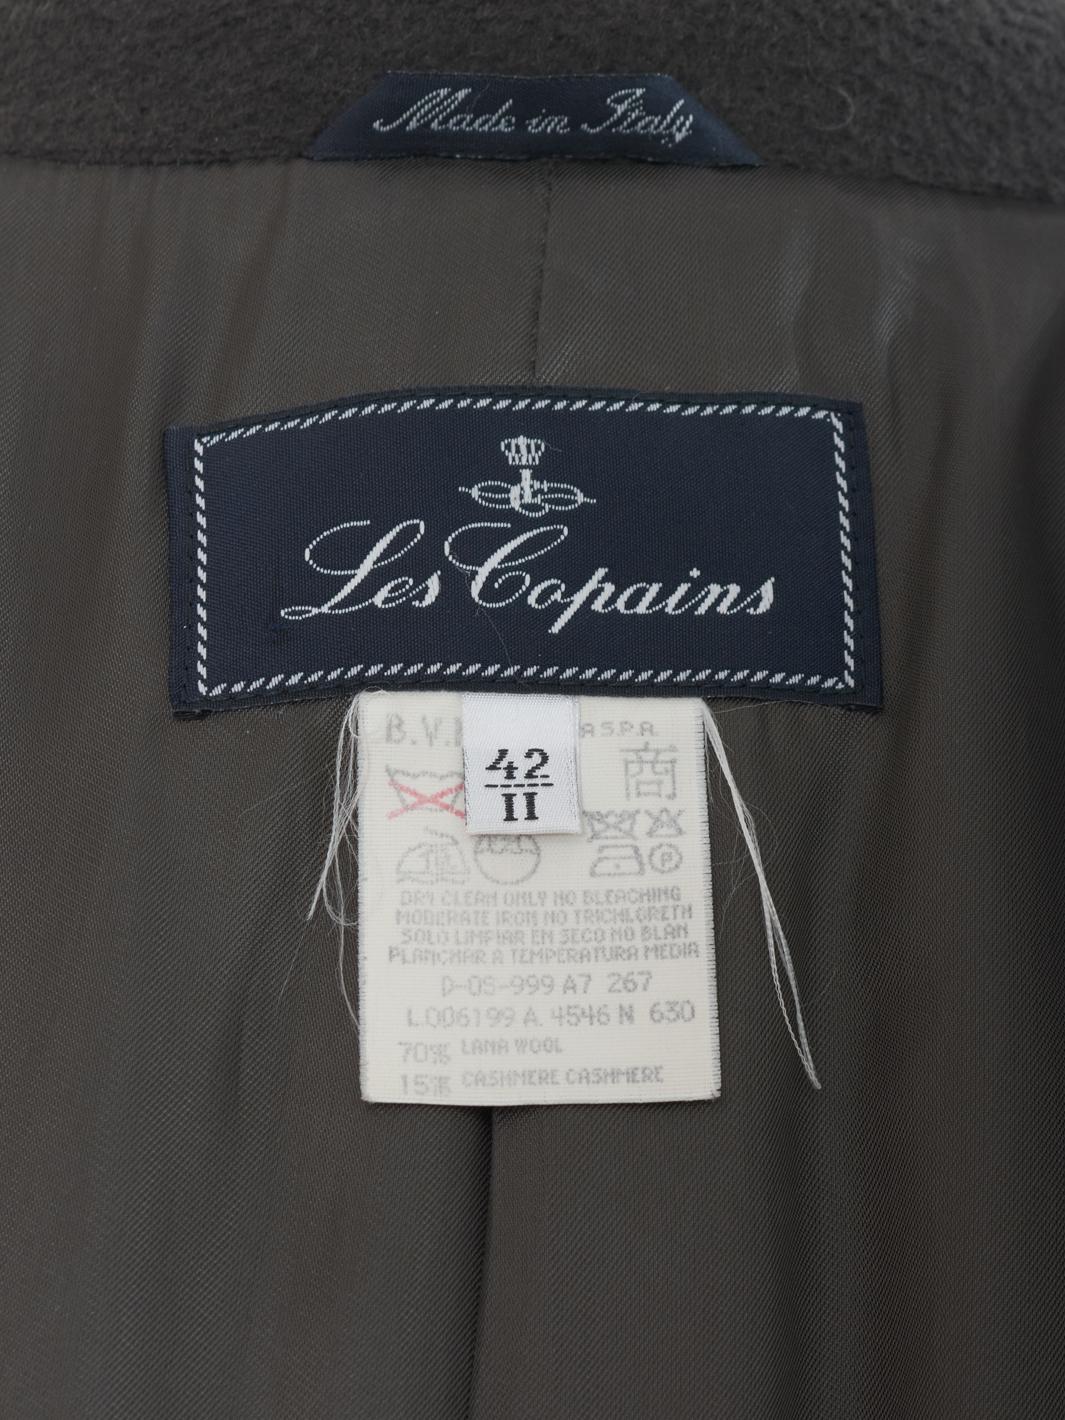 Made in Italy
Les Copains
B.V. A S.P.A.
42
II
商
P
DRY CLEAN ONLY NO BLEACHING
MODERATE IRON NO TRICHLORETH
SOLO LIMPIAR EN SECO NO BLAN
PLANCHAR A TEMPERATURA MEDIA
D-OS-999 A7 267
L.006199 A. 4546 N 630
70% LANA WOOL
15% CASHMERE CASHMERE